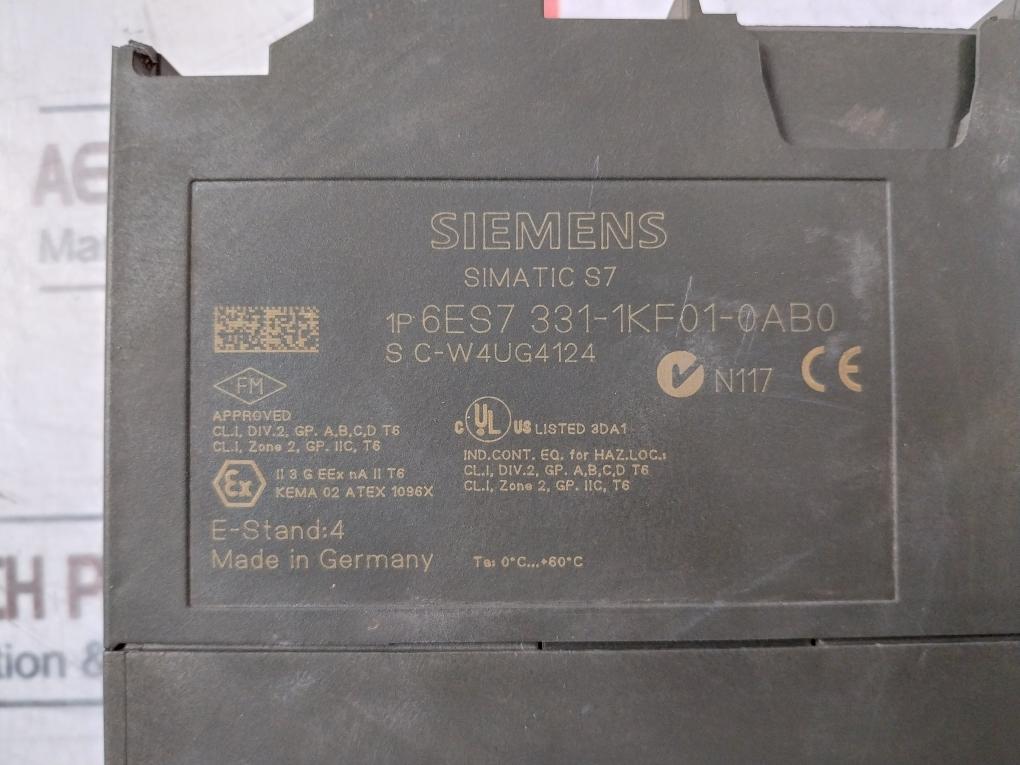 SIEMENS
SIMATIC S7
1P 6ES7 331-1KF01-0AB0
S C-W4UG4124
N117 CE
FM
APPROVED
CL.I, DIV.2, GP. A,B,C,D T6
CL.I, Zone 2, GP. IIC, T6
c UL us LISTED 3DA1
IND.CONT. EQ. for HAZ.LOC.:
CL.I, DIV.2, GP. A,B,C,D T6
CL.I, Zone 2, GP. IIC, T6
Ex II 3 G EEx nA II T6
KEMA 02 ATEX 1096X
E-Stand:4
Made in Germany
Ta: 0°C...+60°C